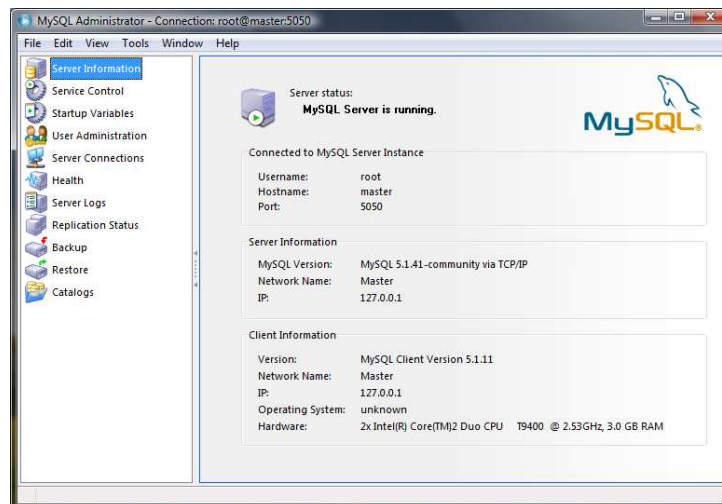 MySQL Administrator - Connection: root@master:5050
File Edit View Tools Window Help
Server Information
Service Control
Startup Variables
User Administration
Server Connections
Health
Server Logs
Replication Status
Backup
Restore
Catalogs
Server status:
MySQL Server is running.
MySQL®
Connected to MySQL Server Instance
Username: root
Hostname: master
Port: 5050
Server Information
MySQL Version: MySQL 5.1.41-community via TCP/IP
Network Name: Master
IP: 127.0.0.1
Client Information
Version: MySQL Client Version 5.1.11
Network Name: Master
IP: 127.0.0.1
Operating System: unknown
Hardware: 2x Intel(R) Core(TM)2 Duo CPU T9400 @ 2.53GHz, 3.0 GB RAM